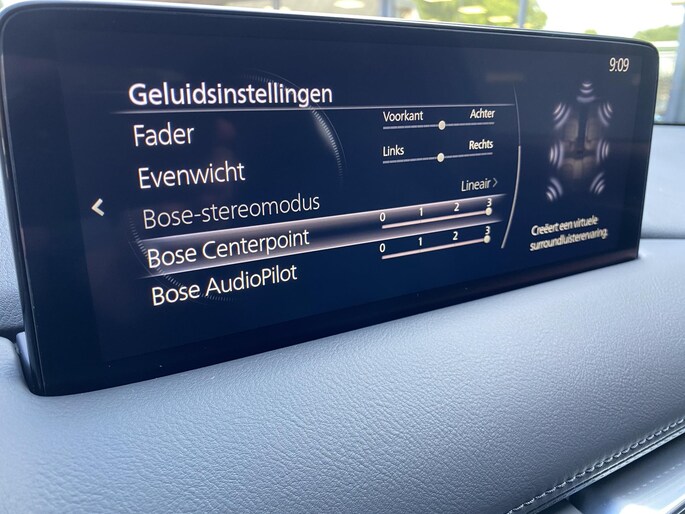 9:09
Geluidsinstellingen
Fader
Voorkant Achter
Evenwicht
Links Rechts
Bose-stereomodus
Lineair
Bose Centerpoint
0 1 2 3
Bose AudioPilot
0 1 2 3
Creëert een virtuele
surroundluisterervaring.